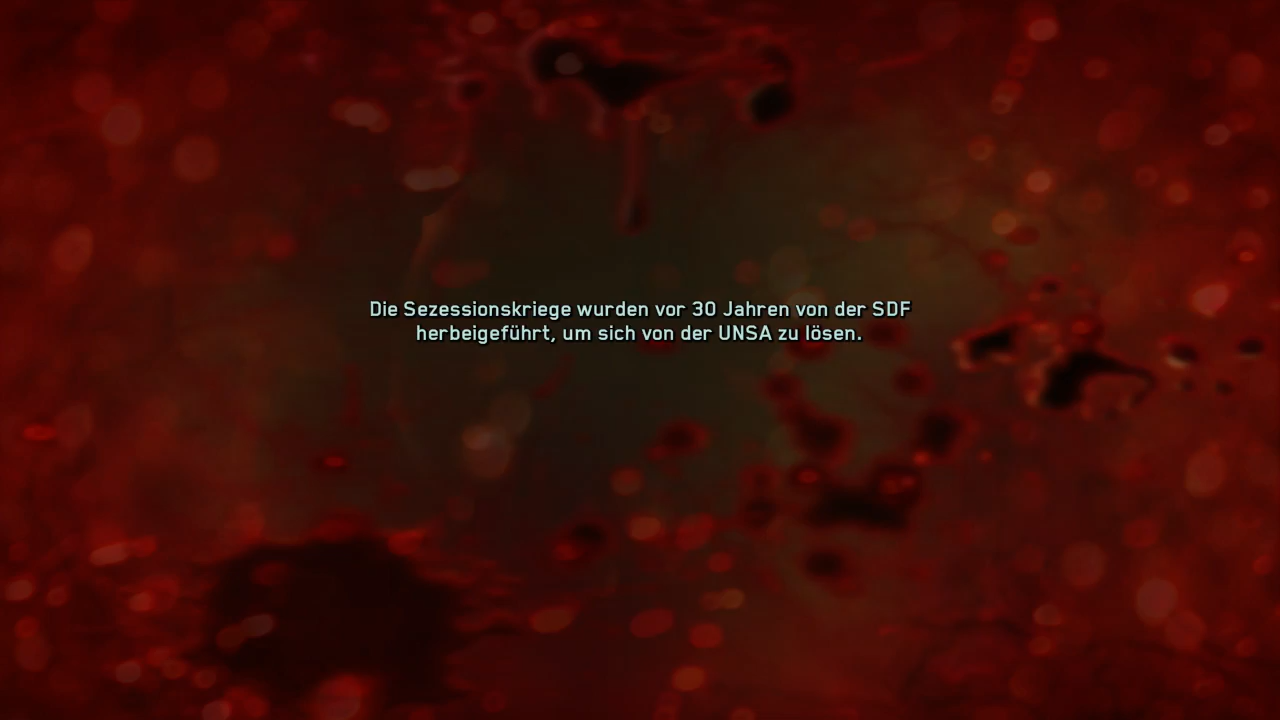 Die Sezessionskriege wurden vor 30 Jahren von der SDF
herbeigeführt, um sich von der UNSA zu lösen.